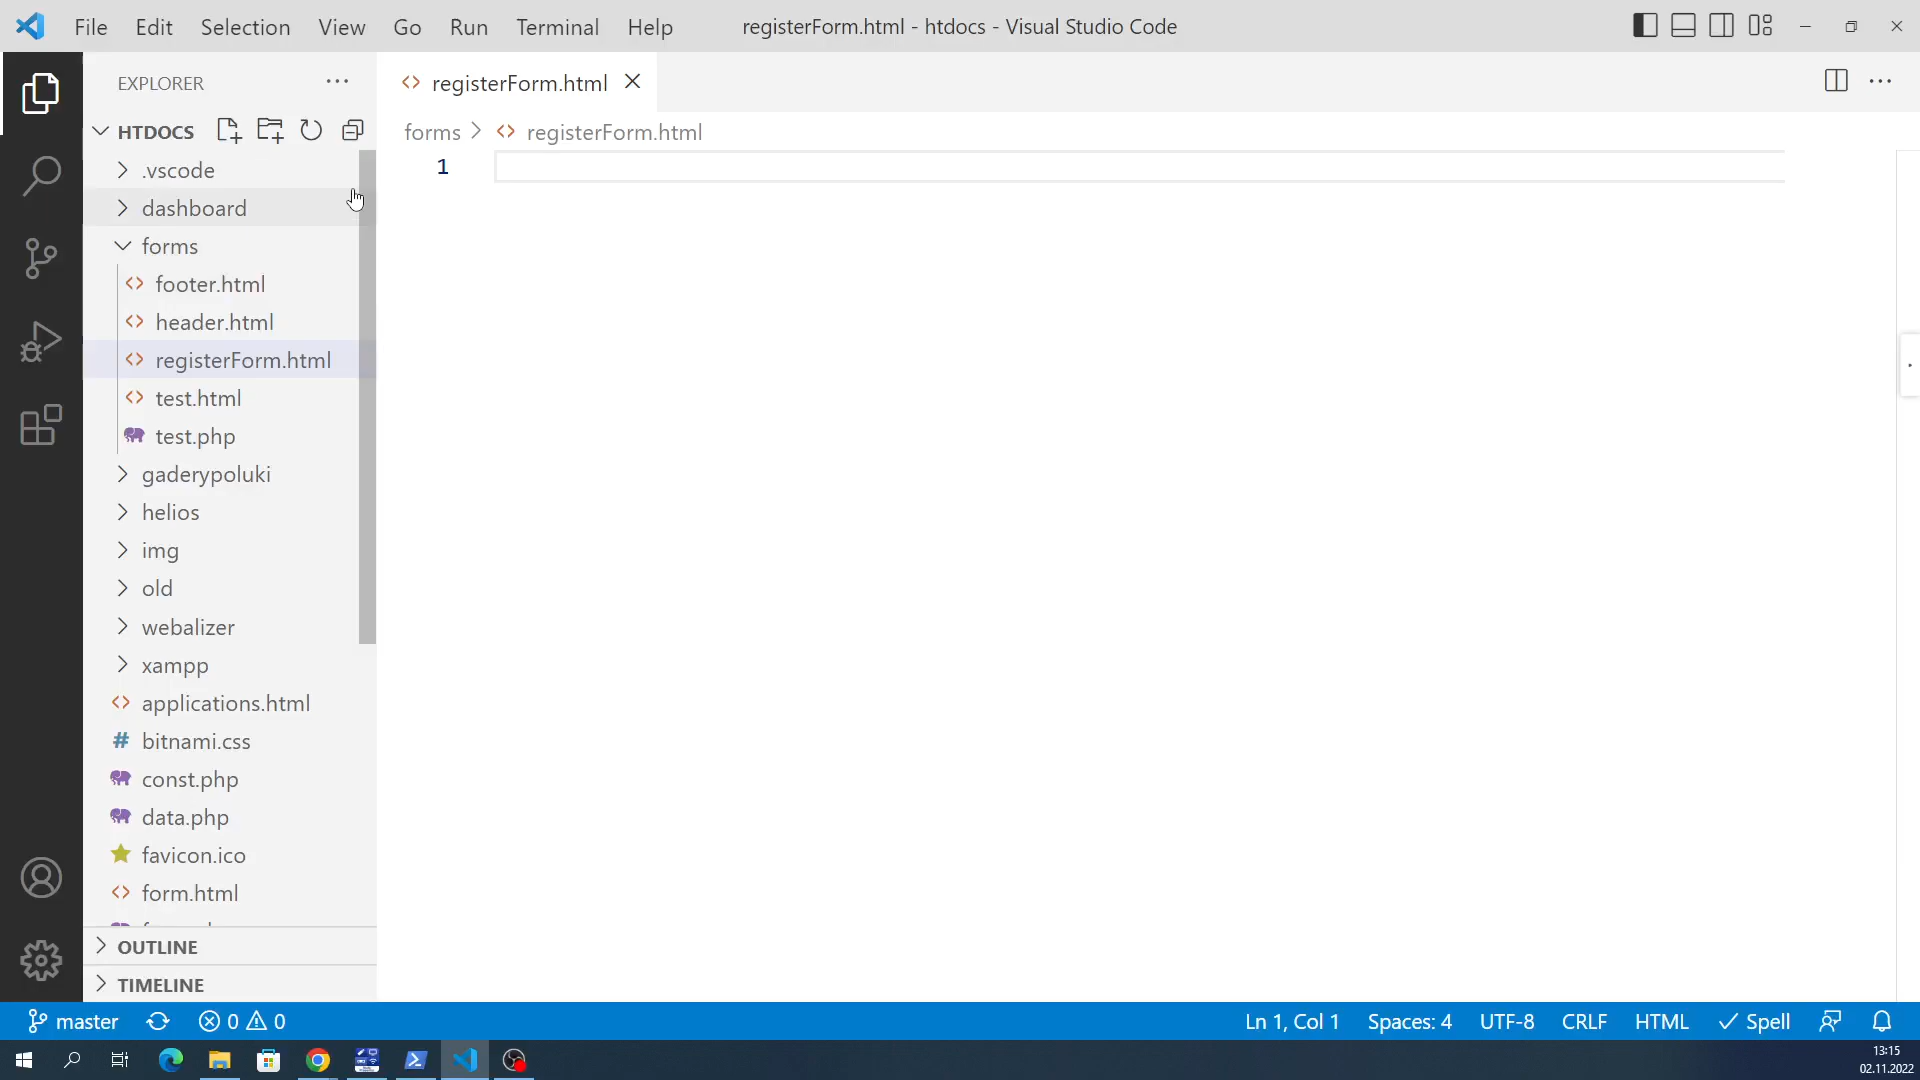 File Edit Selection View Go Run Terminal Help registerForm.html - htdocs - Visual Studio Code
EXPLORER
registerForm.html
HTDOCS
forms > registerForm.html
1
.vscode
dashboard
forms
footer.html
header.html
registerForm.html
test.html
test.php
gaderypoluki
helios
img
old
webalizer
xampp
applications.html
bitnami.css
const.php
data.php
favicon.ico
form.html
OUTLINE
TIMELINE
master 0 0 Ln 1, Col 1 Spaces: 4 UTF-8 CRLF HTML Spell
13:15
02.11.2022